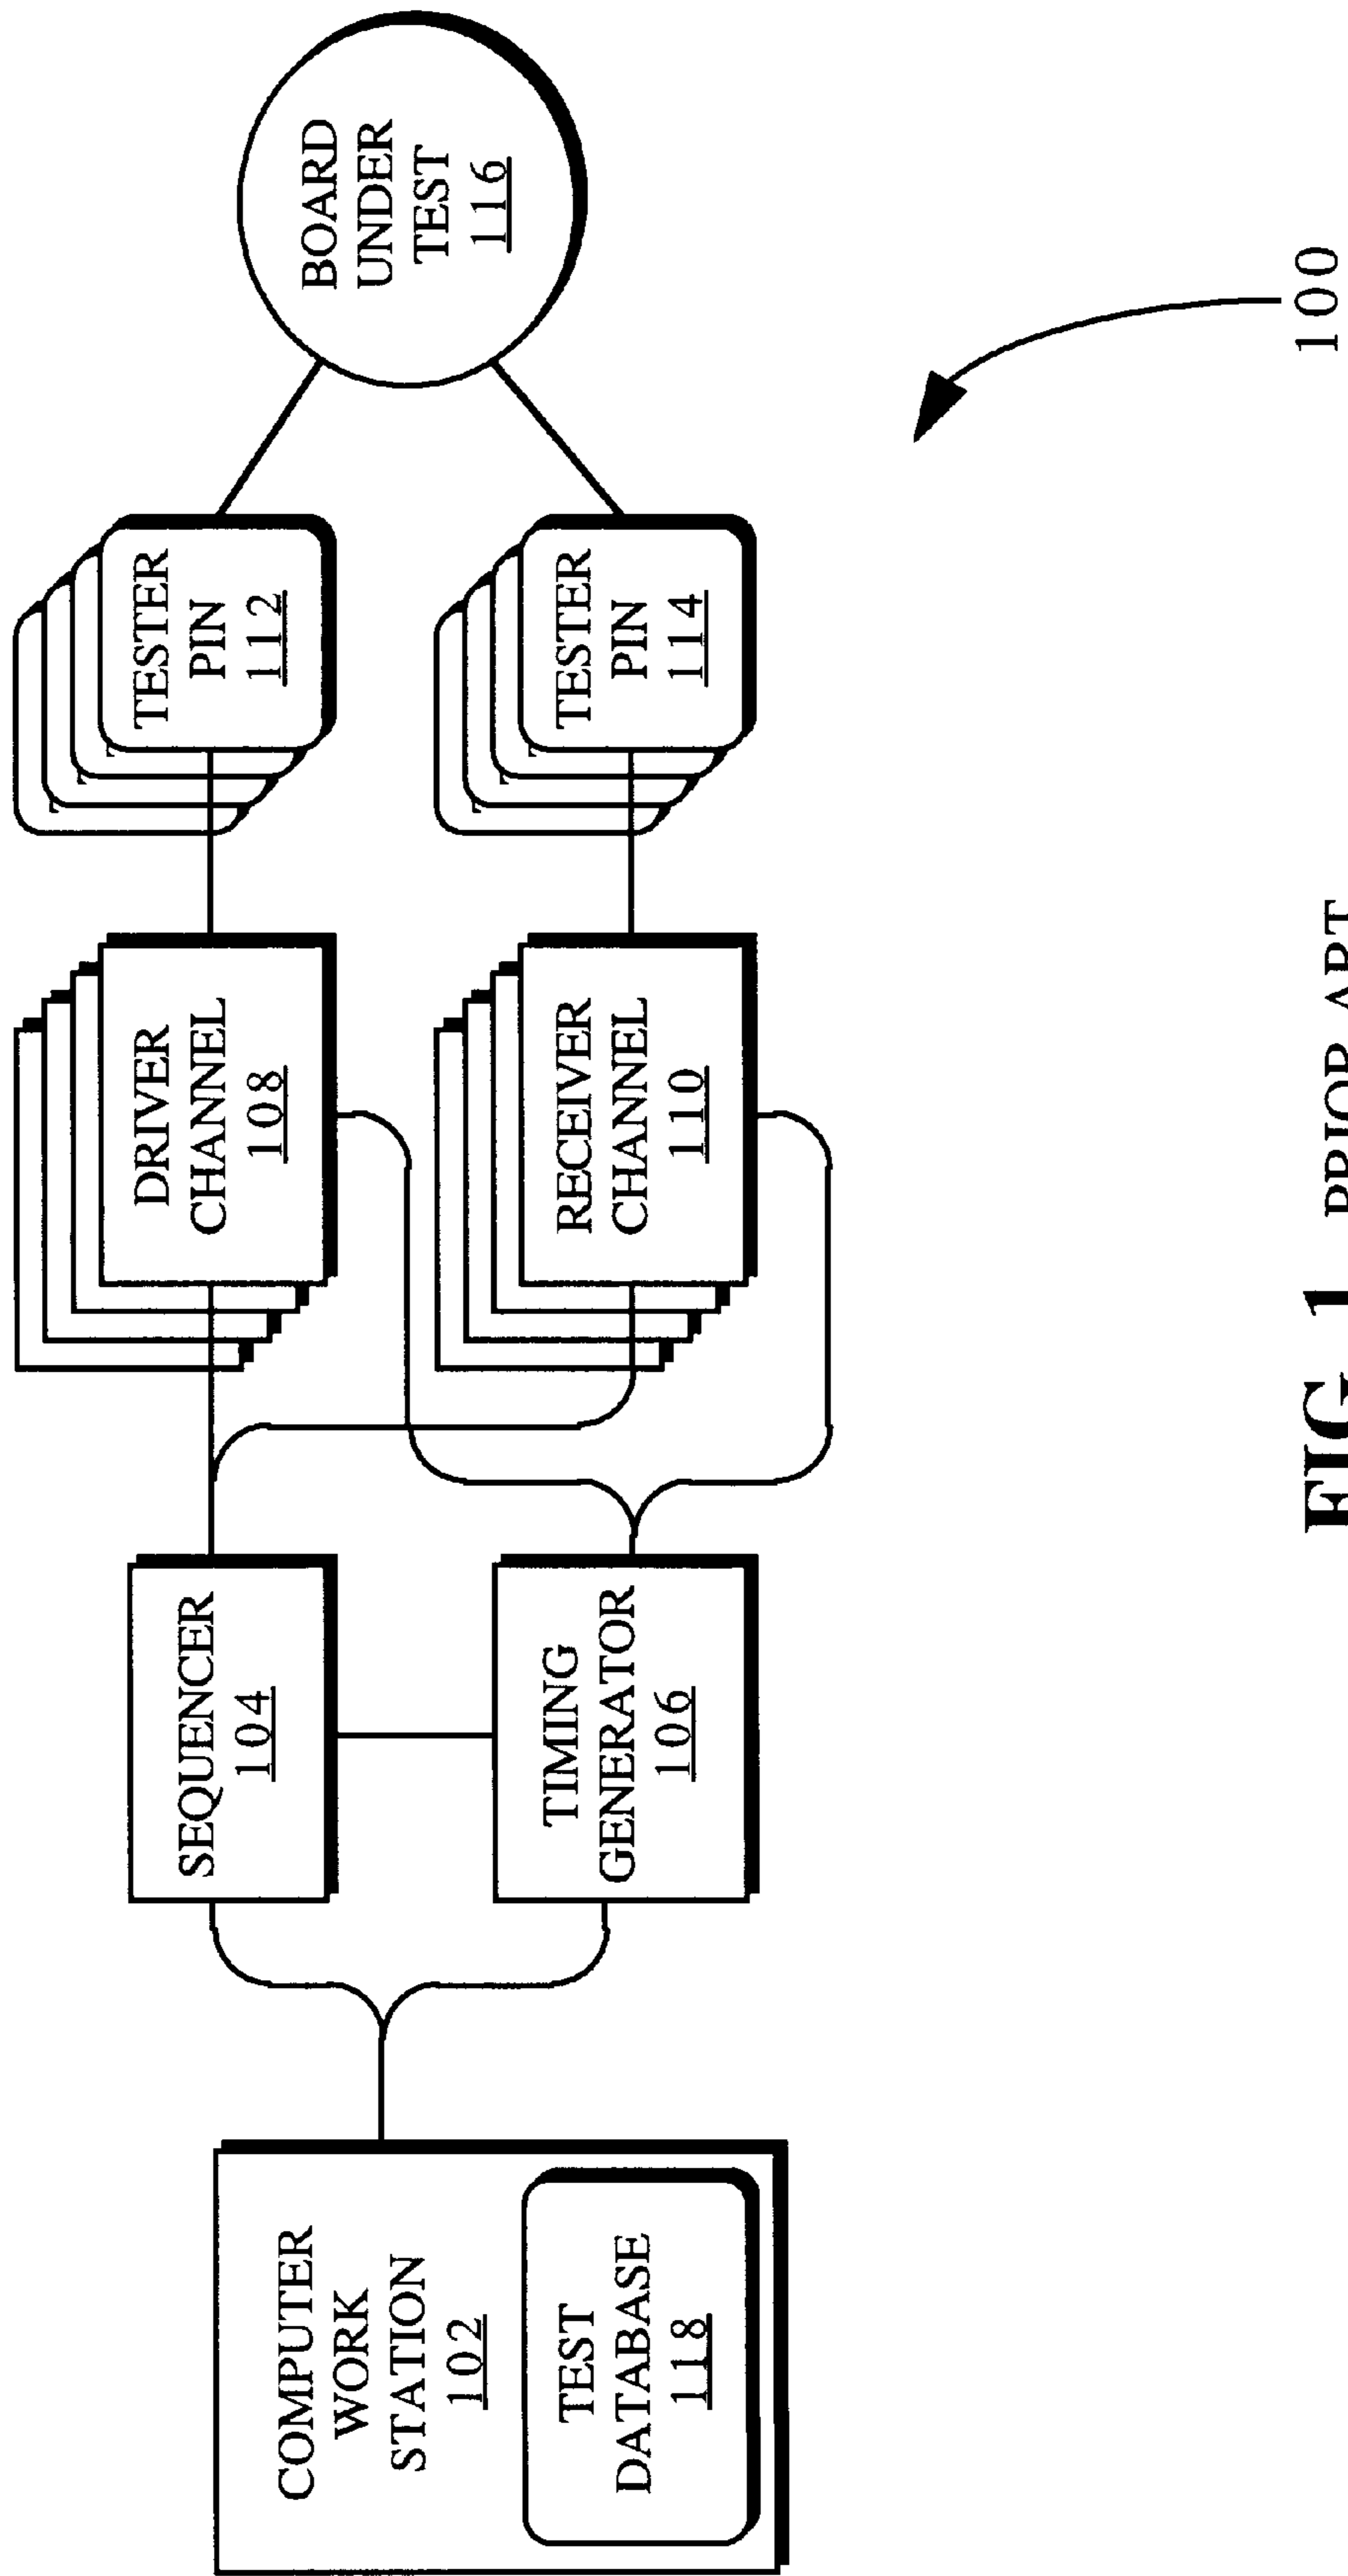 COMPUTER
WORK
STATION
102
TEST
DATABASE
118
SEQUENCER
104
TIMING
GENERATOR
106
DRIVER
CHANNEL
108
RECEIVER
CHANNEL
110
TESTER
PIN
112
TESTER
PIN
114
BOARD
UNDER
TEST
116
100
FIG 1 PRIOR ART